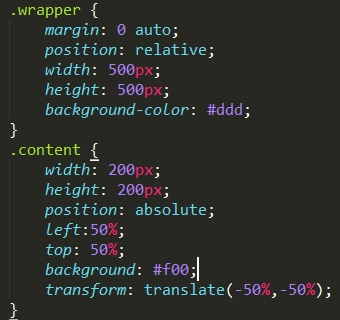 .wrapper {
    margin: 0 auto;
    position: relative;
    width: 500px;
    height: 500px;
    background-color: #ddd;
}
.content {
    width: 200px;
    height: 200px;
    position: absolute;
    left:50%;
    top: 50%;
    background: #f00;
    transform: translate(-50%,-50%);
}